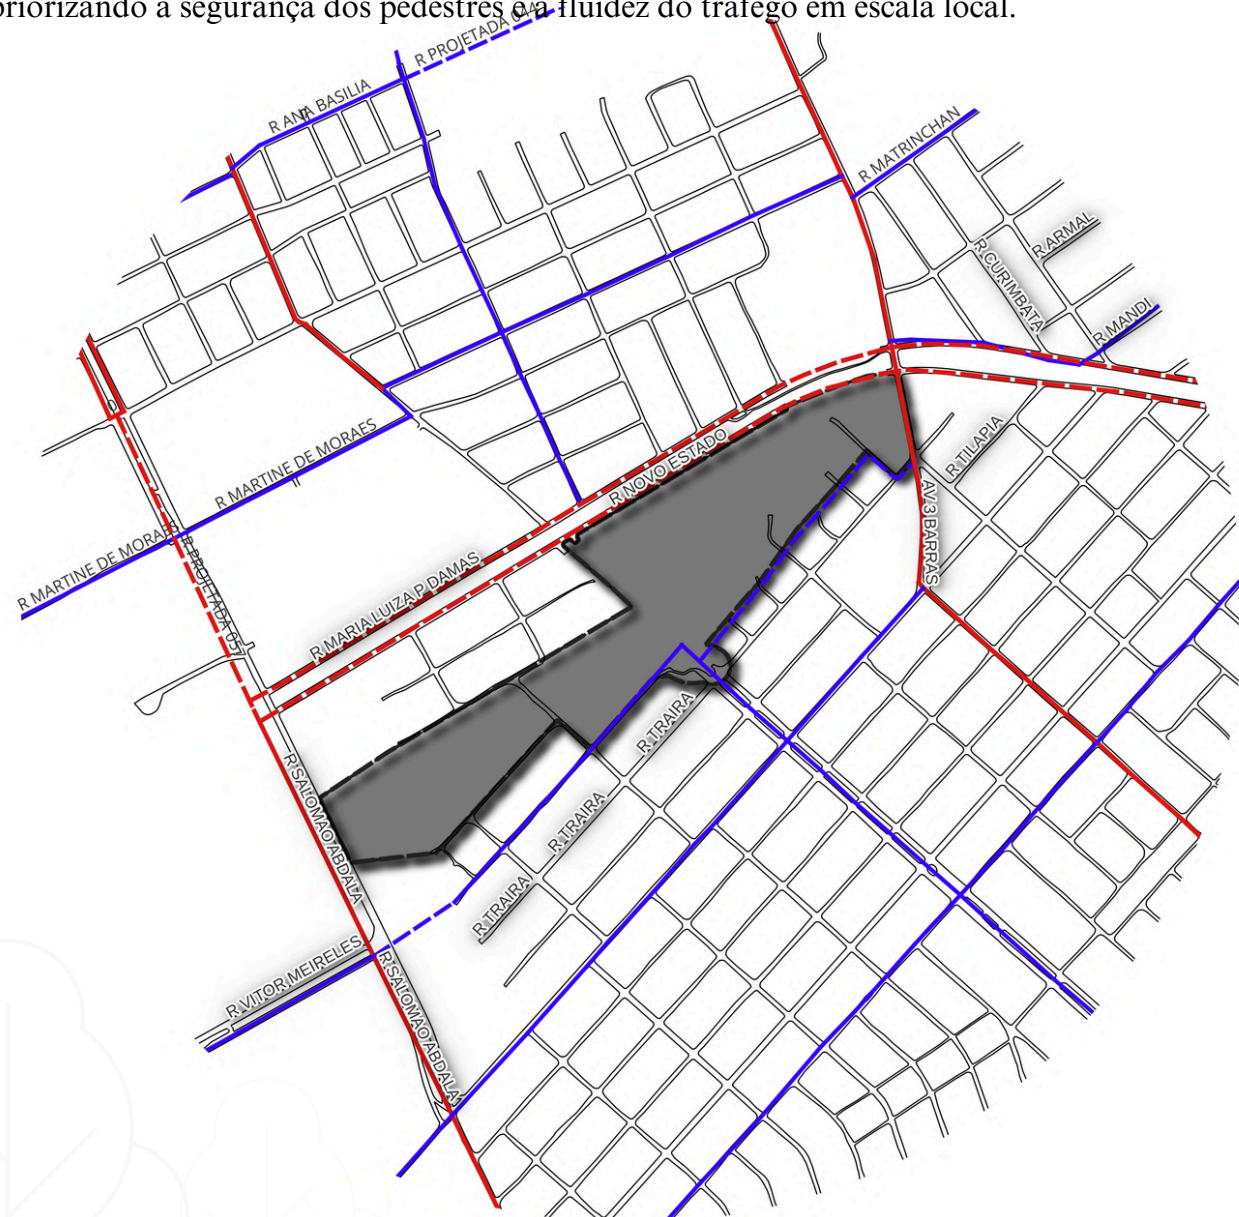 priorizando a segurança dos pedestres e a fluidez do tráfego em escala local.
R PROJETADA 044
R ANA BASILIA
R MATRINCHAN
R ARMAL
R CURIMBATA
R MANDI
R MARTINE DE MORAES
R NOVO ESTADO
R TILAPIA
AV 3 BARRAS
R MARTINE DE MORAES
R PROJETADA 057
R MARIA LUIZA P DAMAS
R TRAIRA
R SALOMAO ABDALA
R TRAIRA
R TRAIRA
R VITOR MEIRELES
R SALOMAO ABDALA